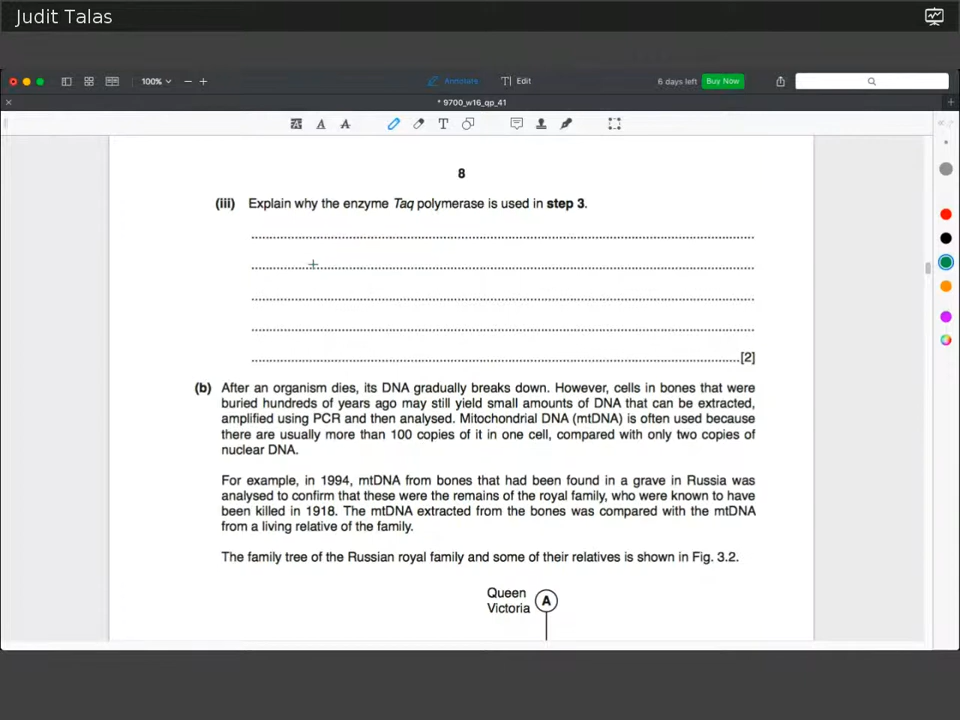 Judit Talas
100%
Annotate
Edit
6 days left
Buy Now
* 9700_w16_qp_41
8
(iii) Explain why the enzyme Taq polymerase is used in step 3.
[2]
(b) After an organism dies, its DNA gradually breaks down. However, cells in bones that were
buried hundreds of years ago may still yield small amounts of DNA that can be extracted,
amplified using PCR and then analysed. Mitochondrial DNA (mtDNA) is often used because
there are usually more than 100 copies of it in one cell, compared with only two copies of
nuclear DNA.
For example, in 1994, mtDNA from bones that had been found in a grave in Russia was
analysed to confirm that these were the remains of the royal family, who were known to have
been killed in 1918. The mtDNA extracted from the bones was compared with the mtDNA
from a living relative of the family.
The family tree of the Russian royal family and some of their relatives is shown in Fig. 3.2.
Queen
Victoria
A